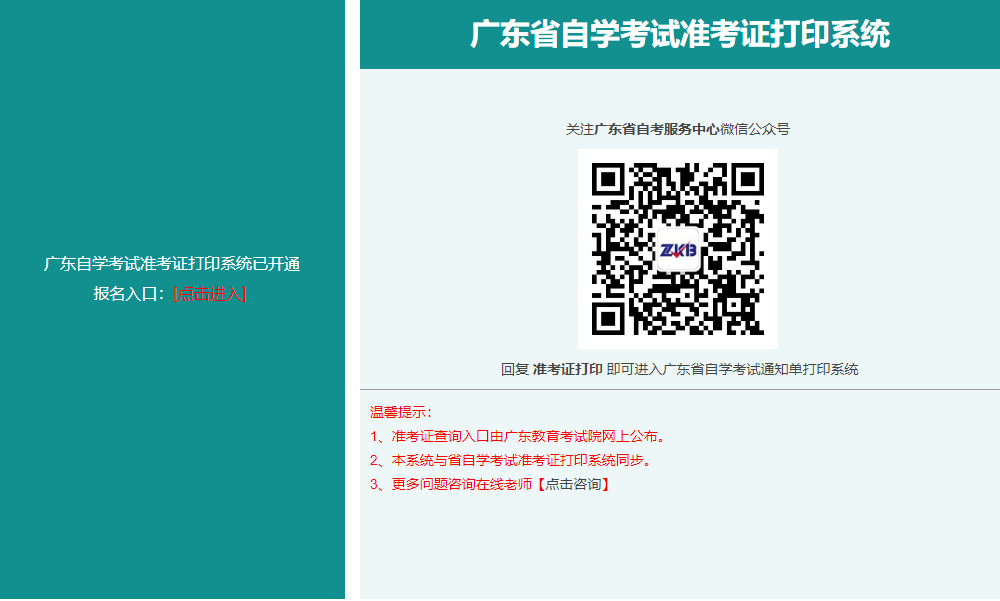 广东自学考试准考证打印系统已开通
报名入口：[点击进入]
广东省自学考试准考证打印系统
关注广东省自考服务中心微信公众号
ZKB
回复 准考证打印 即可进入广东省自学考试通知单打印系统
温馨提示：
1、准考证查询入口由广东教育考试院网上公布。
2、本系统与省自学考试准考证打印系统同步。
3、更多问题咨询在线老师【点击咨询】